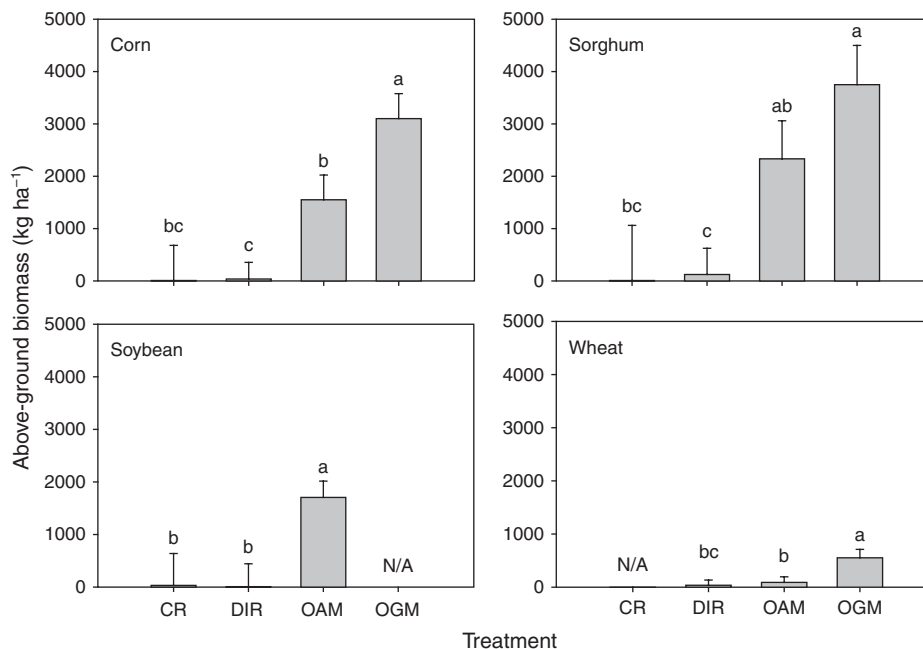 Above-ground biomass (kg ha⁻¹)
5000
4000
3000
2000
1000
0
Corn
bc
c
b
a
5000
4000
3000
2000
1000
0
Sorghum
bc
c
ab
a
5000
4000
3000
2000
1000
0
Soybean
b
b
a
N/A
CR DIR OAM OGM
5000
4000
3000
2000
1000
0
Wheat
N/A
bc
b
a
CR DIR OAM OGM
Treatment